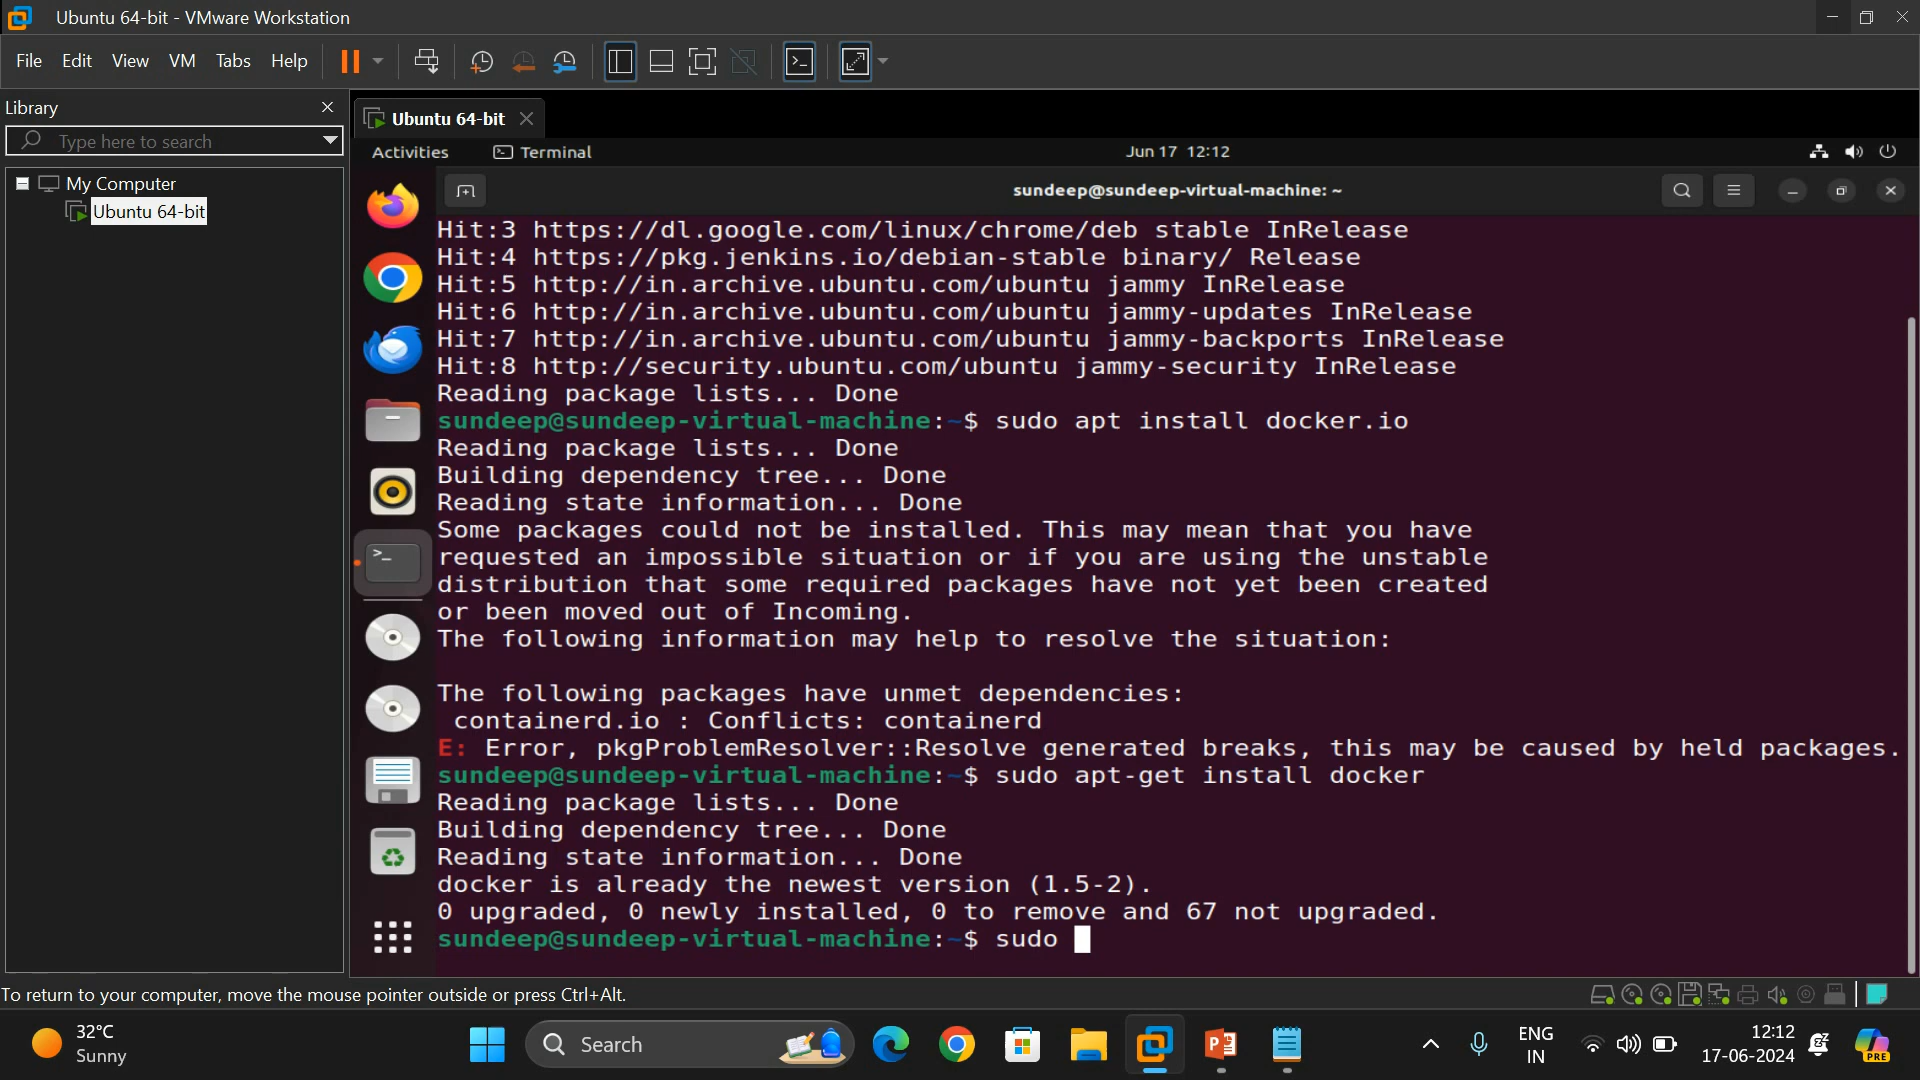 Ubuntu 64-bit - VMware Workstation
File Edit View VM Tabs Help
Library
Type here to search
My Computer
Ubuntu 64-bit
Ubuntu 64-bit
Activities Terminal Jun 17 12:12
sundeep@sundeep-virtual-machine: ~
Hit:3 https://dl.google.com/linux/chrome/deb stable InRelease
Hit:4 https://pkg.jenkins.io/debian-stable binary/ Release
Hit:5 http://in.archive.ubuntu.com/ubuntu jammy InRelease
Hit:6 http://in.archive.ubuntu.com/ubuntu jammy-updates InRelease
Hit:7 http://in.archive.ubuntu.com/ubuntu jammy-backports InRelease
Hit:8 http://security.ubuntu.com/ubuntu jammy-security InRelease
Reading package lists... Done
sundeep@sundeep-virtual-machine:~$ sudo apt install docker.io
Reading package lists... Done
Building dependency tree... Done
Reading state information... Done
Some packages could not be installed. This may mean that you have
requested an impossible situation or if you are using the unstable
distribution that some required packages have not yet been created
or been moved out of Incoming.
The following information may help to resolve the situation:
The following packages have unmet dependencies:
containerd.io : Conflicts: containerd
E: Error, pkgProblemResolver::Resolve generated breaks, this may be caused by held packages.
sundeep@sundeep-virtual-machine:~$ sudo apt-get install docker
Reading package lists... Done
Building dependency tree... Done
Reading state information... Done
docker is already the newest version (1.5-2).
0 upgraded, 0 newly installed, 0 to remove and 67 not upgraded.
sundeep@sundeep-virtual-machine:~$ sudo
To return to your computer, move the mouse pointer outside or press Ctrl+Alt.
32°C
Sunny
Search
ENG
IN
12:12
17-06-2024
PRE